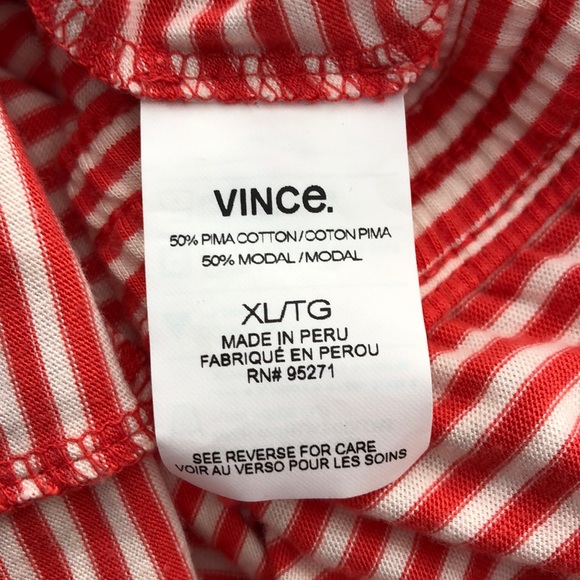 VINCE.
50% PIMA COTTON/COTON PIMA
50% MODAL/MODAL
XL/TG
MADE IN PERU
FABRIQUÉ EN PEROU
RN# 95271
SEE REVERSE FOR CARE
VOIR AU VERSO POUR LES SOINS